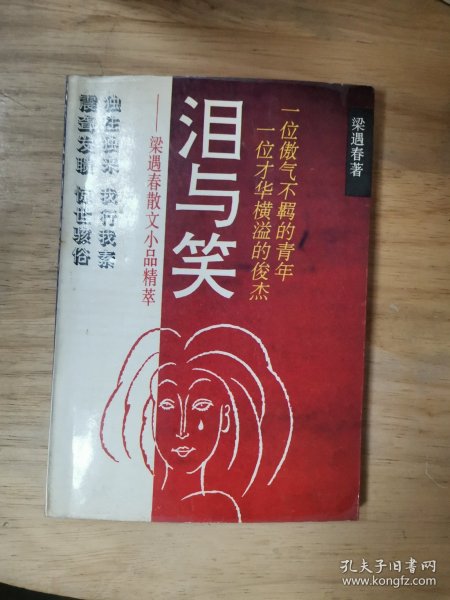 梁遇春著
一位傲气不羁的青年
一位才华横溢的俊杰
泪与笑
——梁遇春散文小品精萃
独往独来 我行我素
震聋发聩 惊世骇俗
孔夫子旧书网
www.kongfz.com